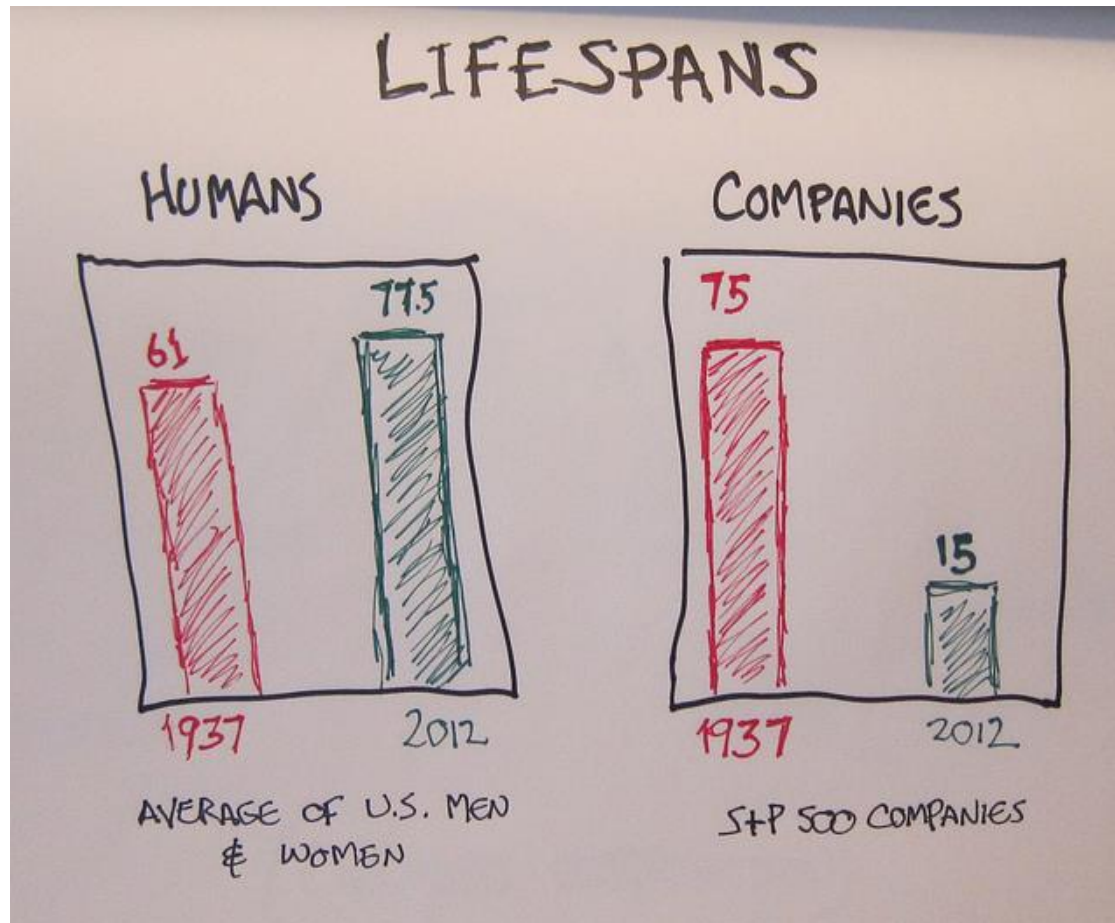 LIFESPANS
HUMANS
61
77.5
1937
2012
AVERAGE OF U.S. MEN
& WOMEN
COMPANIES
75
15
1937
2012
S+P 500 COMPANIES